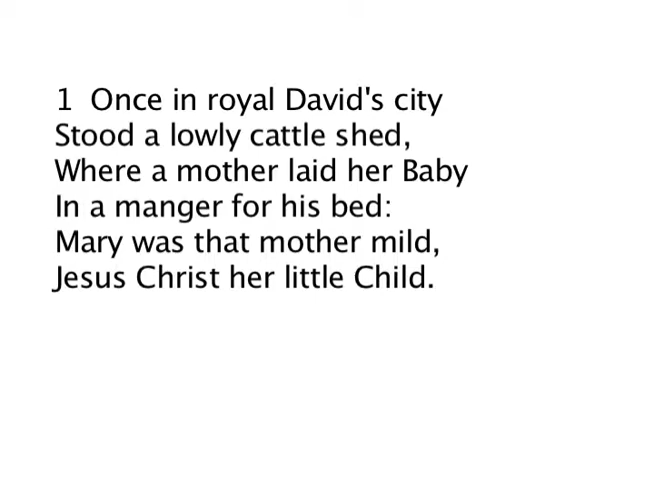 1 Once in royal David's city
Stood a lowly cattle shed,
Where a mother laid her Baby
In a manger for his bed:
Mary was that mother mild,
Jesus Christ her little Child.